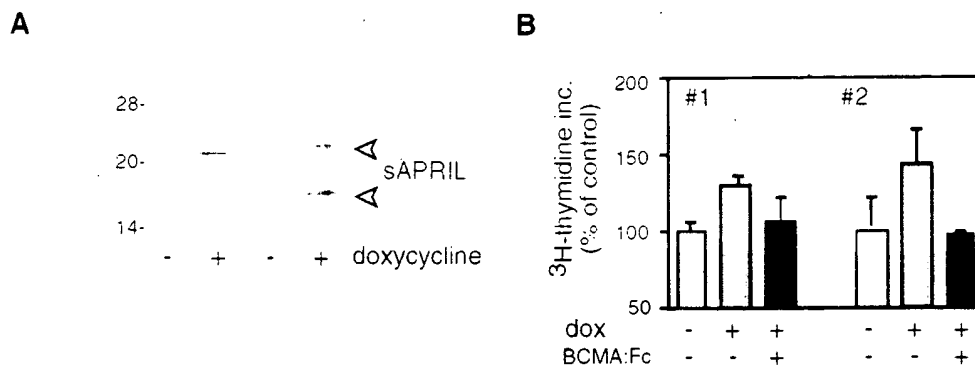 A
28-
20-
14-
sAPRIL
- + - + doxycycline
B
³H-thymidine inc.
(% of control)
200
150
100
50
#1
#2
dox - + + - + +
BCMA:Fc - - + - - +